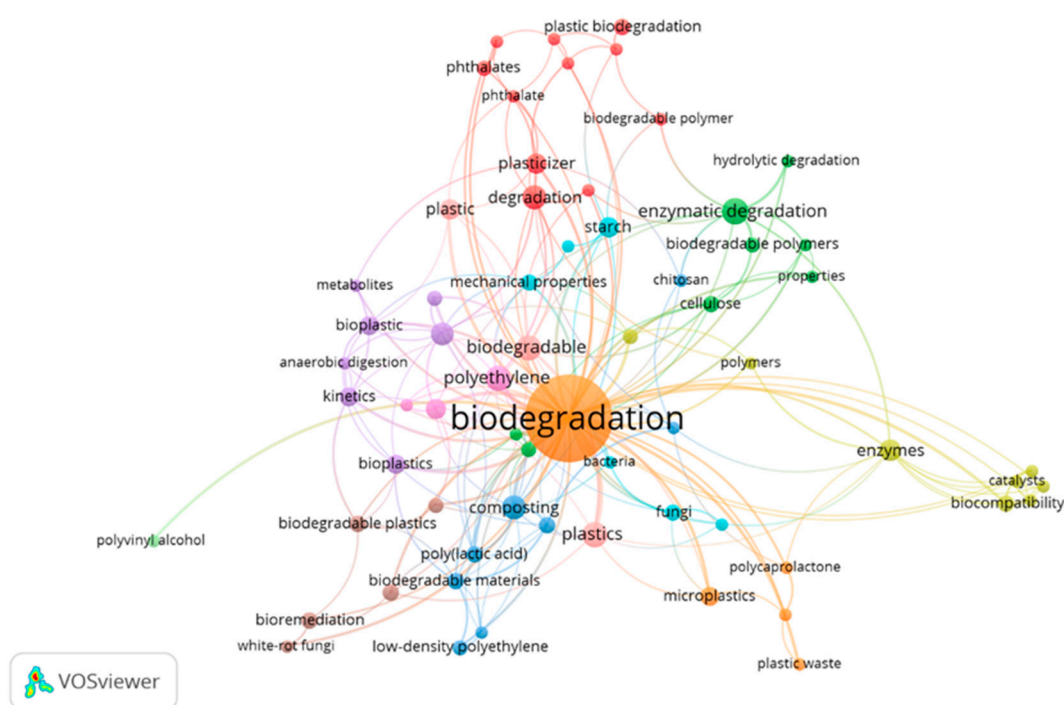 plastic biodegradation
phthalates
phthalate
biodegradable polymer
plasticizer
hydrolytic degradation
degradation
plastic
enzymatic degradation
starch
biodegradable polymers
mechanical properties
chitosan
properties
metabolites
cellulose
bioplastic
biodegradable
anaerobic digestion
polymers
polyethylene
kinetics
biodegradation
enzymes
bioplastics
bacteria
catalysts
composting
biocompatibility
fungi
biodegradable plastics
plastics
polyvinyl alcohol
poly(lactic acid)
polycaprolactone
biodegradable materials
microplastics
bioremediation
white-rot fungi
low-density polyethylene
plastic waste
VOSviewer